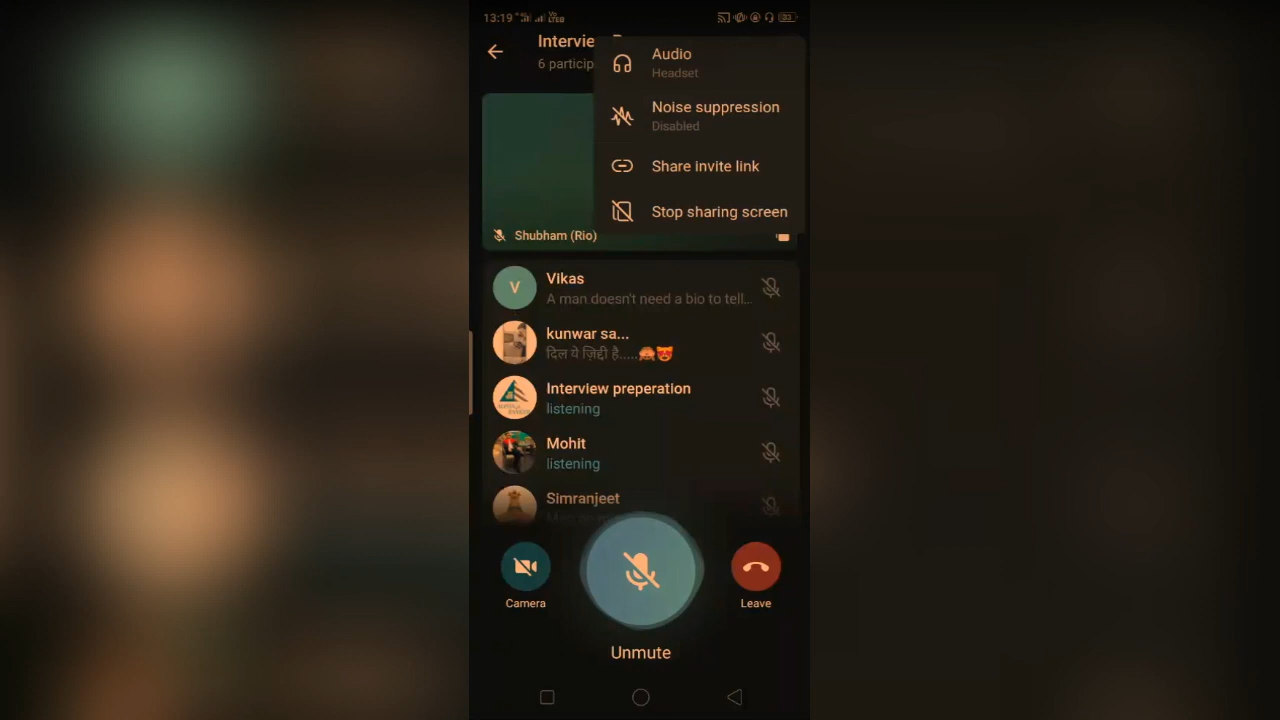 13:19
33
Intervie
6 particip
Audio
Headset
Noise suppression
Disabled
Share invite link
Stop sharing screen
Shubham (Rio)
V
Vikas
A man doesn't need a bio to tell...
kunwar sa...
दिल ये ज़िद्दी है.....🙈😻
Interview preperation
listening
Mohit
listening
Simranjeet
Camera
Leave
Unmute